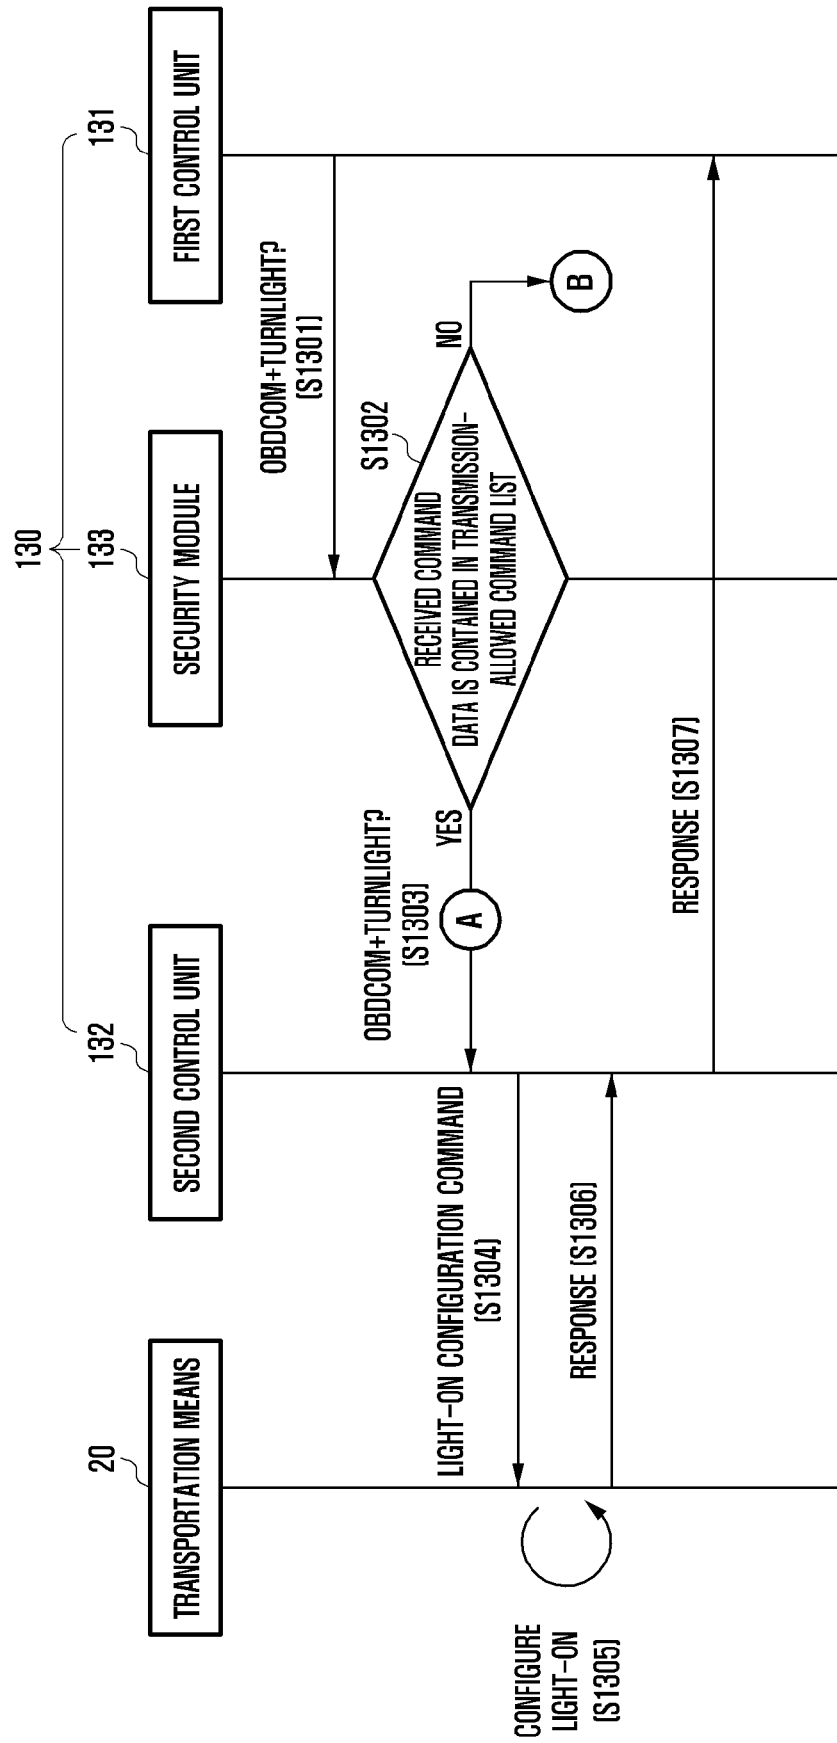 130
20
132
133
131
TRANSPORTATION MEANS
SECOND CONTROL UNIT
SECURITY MODULE
FIRST CONTROL UNIT
OBDCOM+TURNLIGHT?
(S1301)
S1302
RECEIVED COMMAND
DATA IS CONTAINED IN TRANSMISSION-
ALLOWED COMMAND LIST
YES
NO
OBDCOM+TURNLIGHT?
(S1303)
A
B
LIGHT-ON CONFIGURATION COMMAND
(S1304)
CONFIGURE
LIGHT-ON
(S1305)
RESPONSE (S1306)
RESPONSE (S1307)